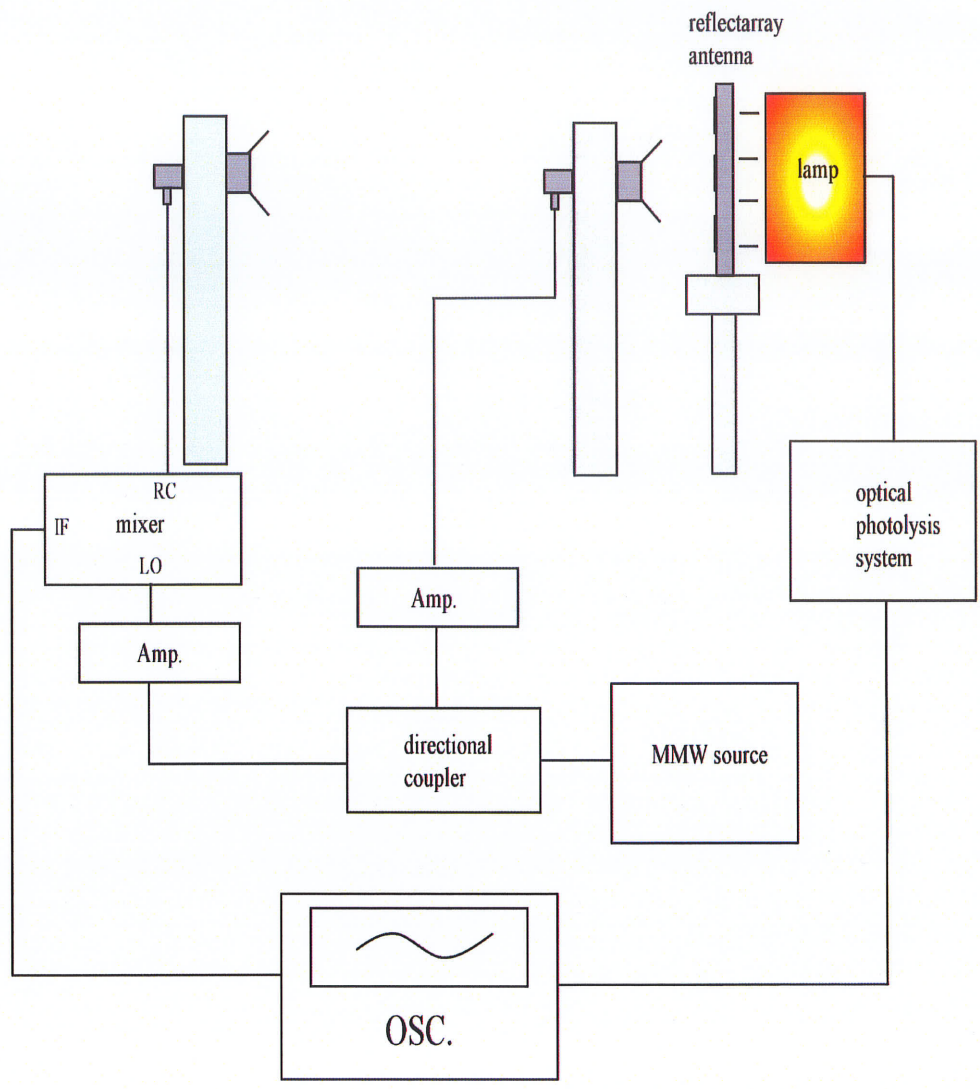 reflectarray
antenna
lamp
RC
IF
mixer
LO
optical
photolysis
system
Amp.
Amp.
directional
coupler
MMW source
OSC.